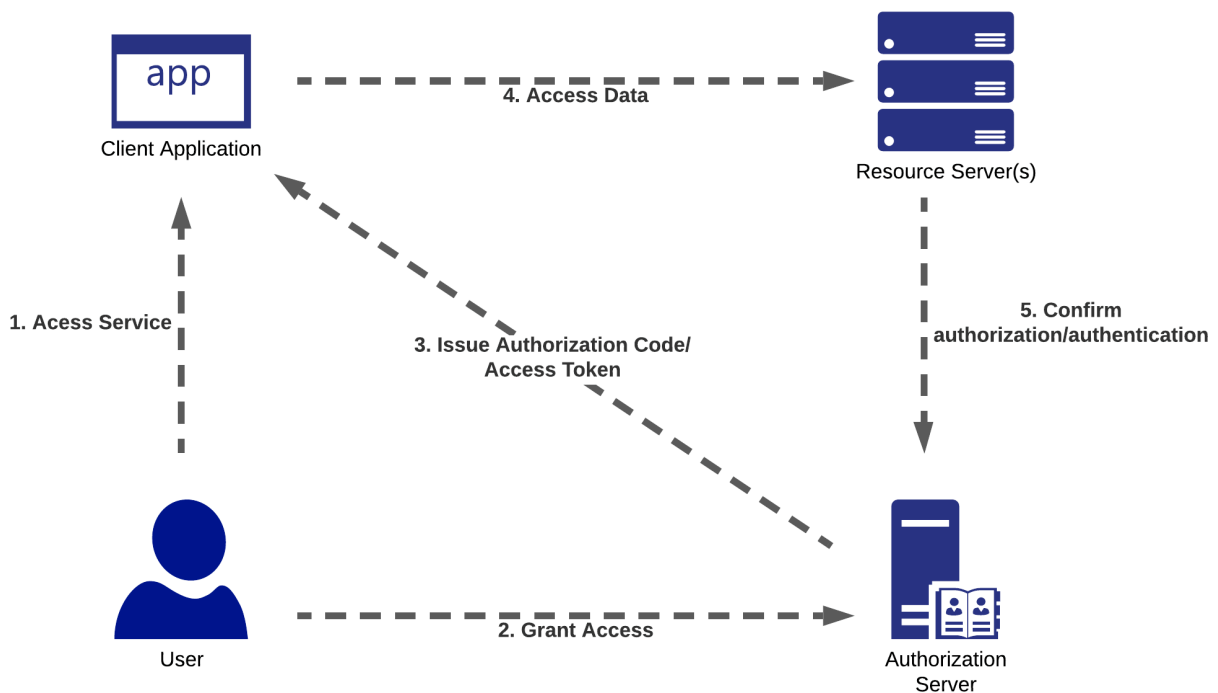 app
Client Application
4. Access Data
Resource Server(s)
1. Acess Service
3. Issue Authorization Code/
Access Token
5. Confirm
authorization/authentication
2. Grant Access
User
Authorization
Server